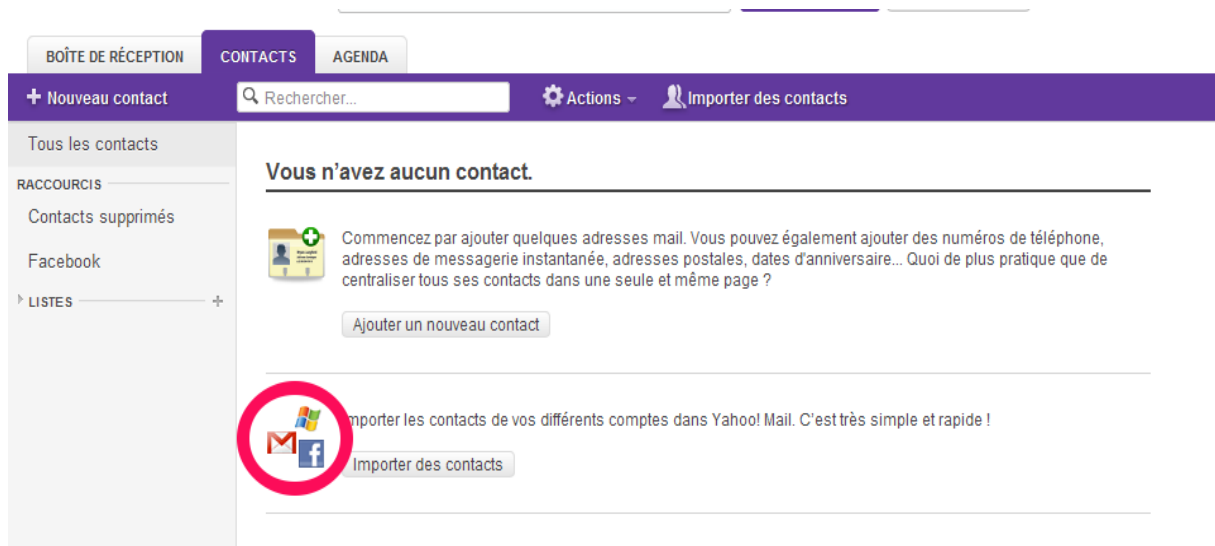 BOÎTE DE RÉCEPTION CONTACTS AGENDA
+ Nouveau contact Rechercher... Actions Importer des contacts
Tous les contacts
RACCOURCIS
Contacts supprimés
Facebook
LISTES +
Vous n'avez aucun contact.
Commencez par ajouter quelques adresses mail. Vous pouvez également ajouter des numéros de téléphone,
adresses de messagerie instantanée, adresses postales, dates d'anniversaire... Quoi de plus pratique que de
centraliser tous ses contacts dans une seule et même page ?
Ajouter un nouveau contact
mporter les contacts de vos différents comptes dans Yahoo! Mail. C'est très simple et rapide !
Importer des contacts